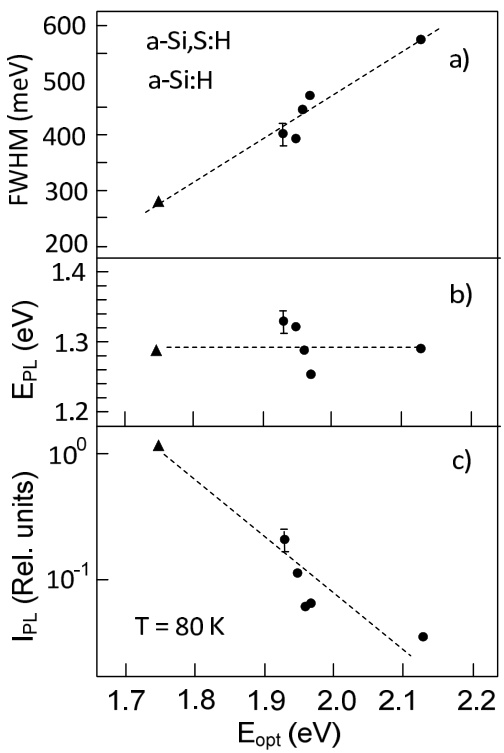 600
500
400
300
200
FWHM (meV)
a-Si,S:H
a-Si:H
a)
1.4
1.3
1.2
E_PL (eV)
b)
10^0
10^-1
I_PL (Rel. units)
c)
T = 80 K
1.7 1.8 1.9 2.0 2.1 2.2
E_opt (eV)